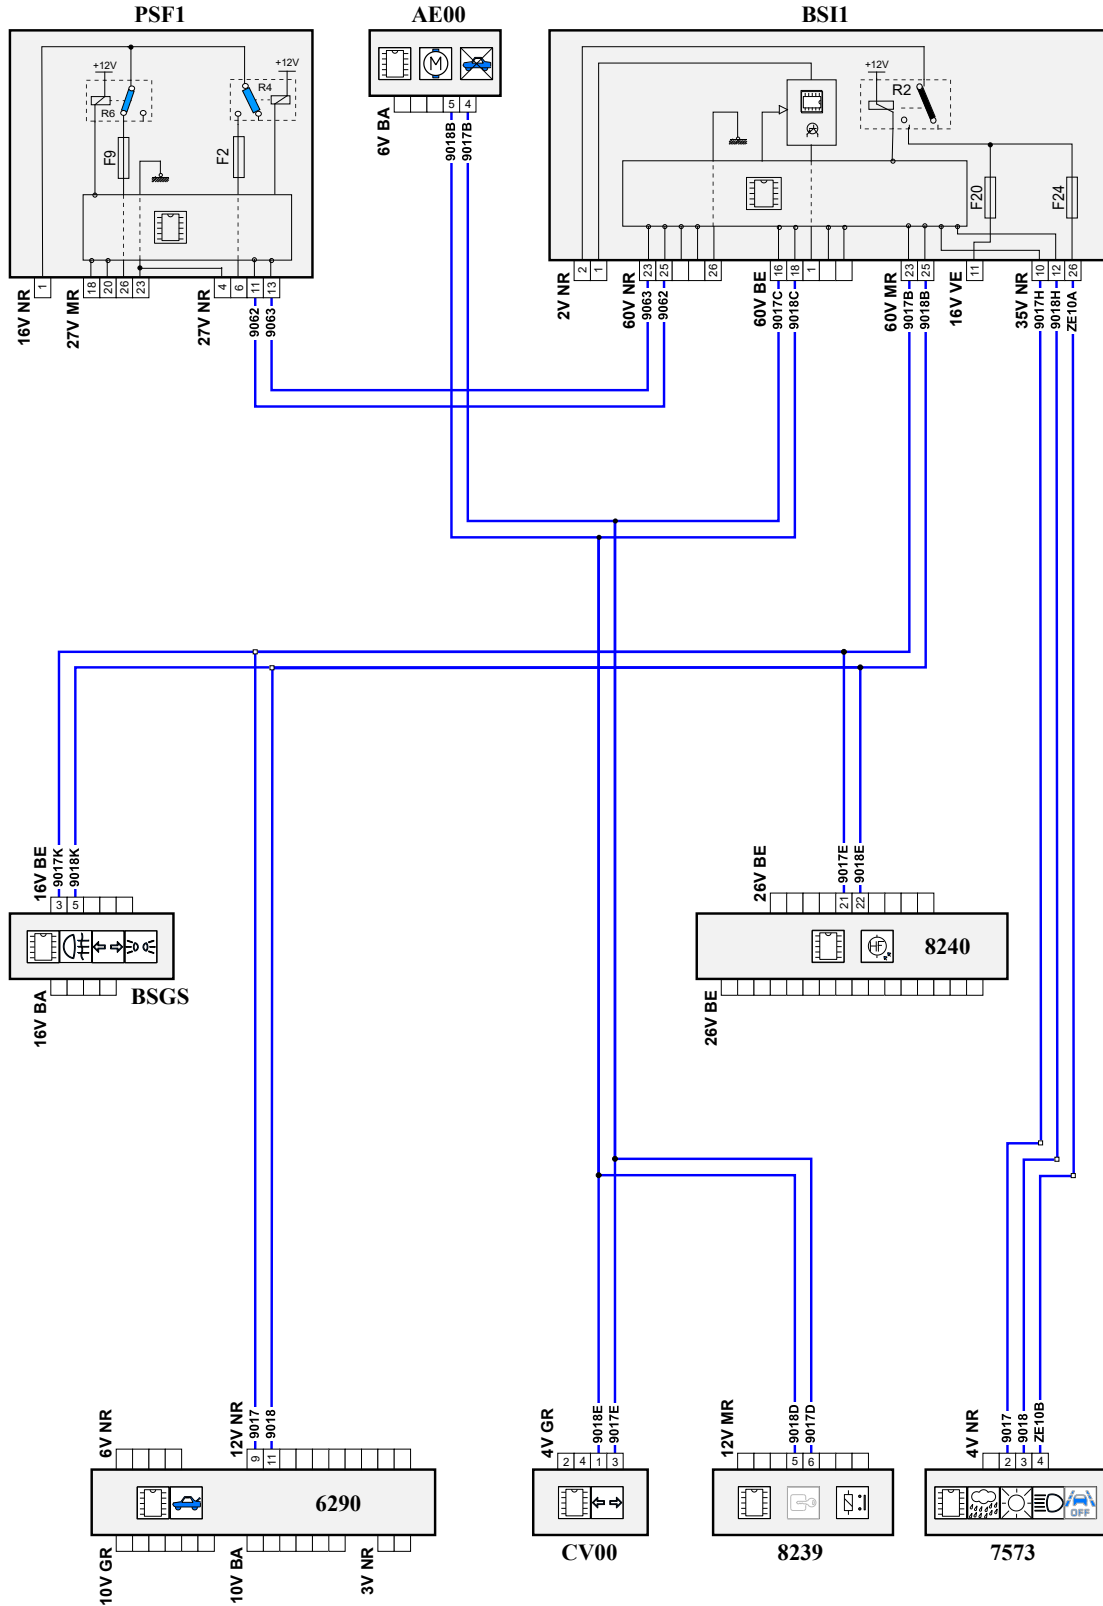 PSF1
AE00
BSI1
+12V
R6
R4
+12V
F9
F2
M
+12V
R2
F20
F24
16V NR
1
27V MR
18
20
26
23
27V NR
4
6
11
13
9062
9063
6V BA
5
4
9018B
9017B
2V NR
2
1
60V NR
23
25
26
9063
9062
60V BE
16
18
1
9017C
9018C
60V MR
23
25
9017B
9018B
16V VE
11
35V NR
10
12
26
9017H
9018H
ZE10A
16V BE
9017K
9018K
3
5
16V BA
BSGS
26V BE
9017E
9018E
21
22
HF
8240
26V BE
6V NR
12V NR
9017
9018
9
11
6290
10V GR
10V BA
3V NR
4V GR
9018E
9017E
2
4
1
3
CV00
12V MR
9018D
9017D
5
6
8239
4V NR
9017
9018
ZE10B
2
3
4
OFF
7573